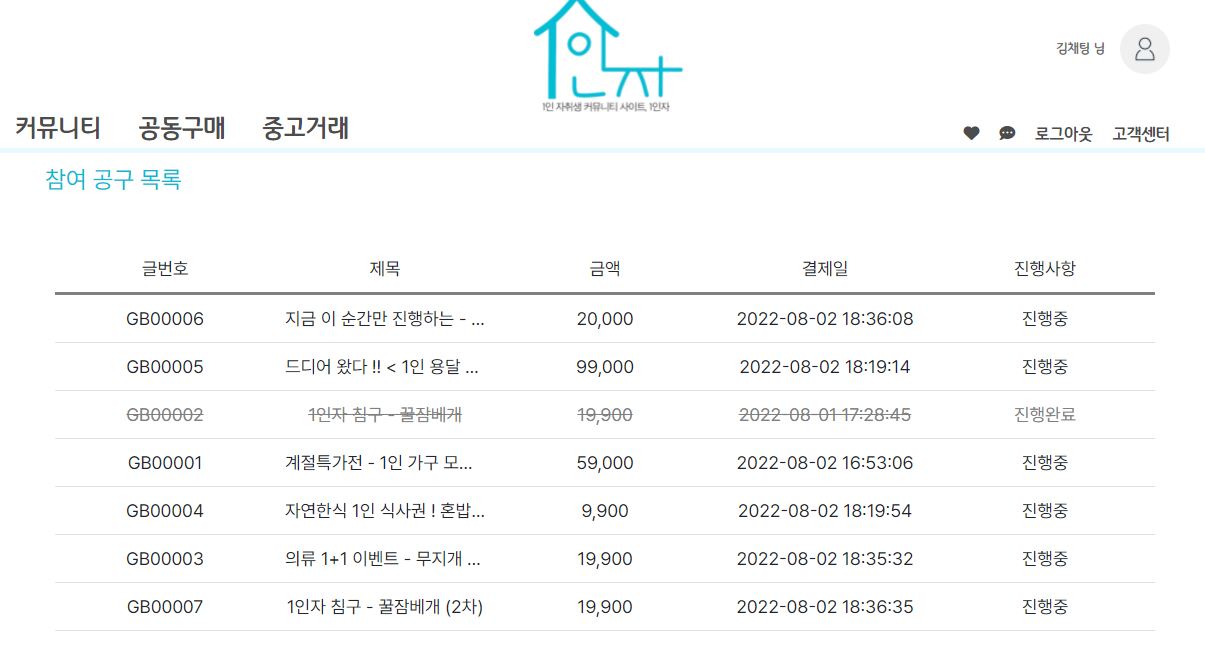 인자
1인 자취생 커뮤니티 사이트, 1인자
김채팅 님
커뮤니티 공동구매 중고거래
로그아웃 고객센터
참여 공구 목록
글번호 제목 금액 결제일 진행사항
GB00006 지금 이 순간만 진행하는 - ... 20,000 2022-08-02 18:36:08 진행중
GB00005 드디어 왔다 !! < 1인 용달 ... 99,000 2022-08-02 18:19:14 진행중
GB00002 1인자 침구 - 꿀잠베개 19,900 2022-08-01 17:28:45 진행완료
GB00001 계절특가전 - 1인 가구 모... 59,000 2022-08-02 16:53:06 진행중
GB00004 자연한식 1인 식사권 ! 혼밥... 9,900 2022-08-02 18:19:54 진행중
GB00003 의류 1+1 이벤트 - 무지개 ... 19,900 2022-08-02 18:35:32 진행중
GB00007 1인자 침구 - 꿀잠베개 (2차) 19,900 2022-08-02 18:36:35 진행중